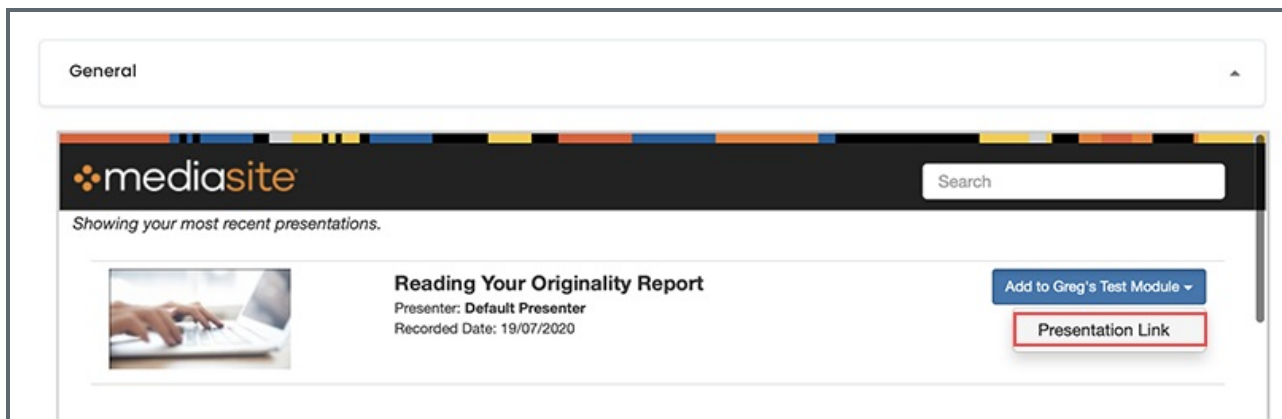 General
mediasite
Search
Showing your most recent presentations.
Reading Your Originality Report
Presenter: Default Presenter
Recorded Date: 19/07/2020
Add to Greg's Test Module
Presentation Link